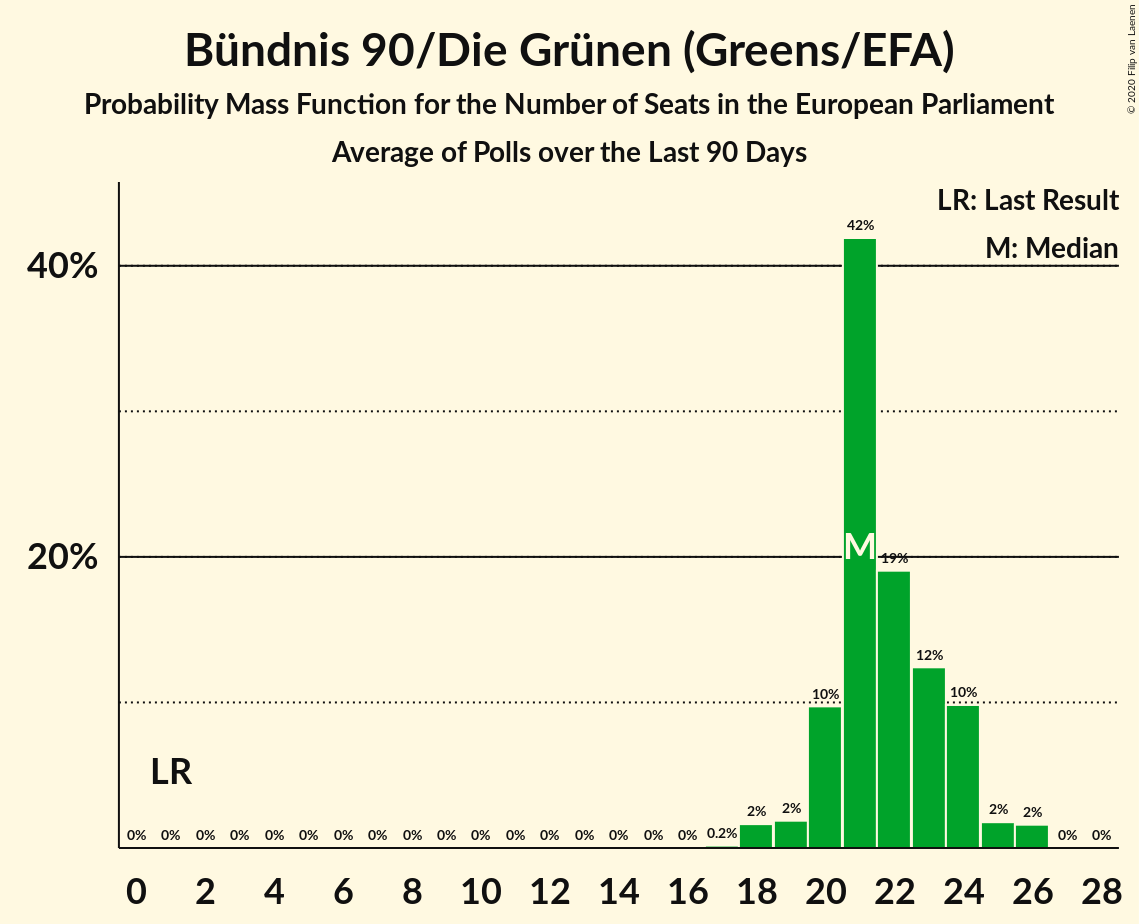 Bündnis 90/Die Grünen (Greens/EFA)
Probability Mass Function for the Number of Seats in the European Parliament
Average of Polls over the Last 90 Days
© 2020 Filip van Laenen
LR: Last Result
M: Median
40%
20%
LR
M
0% 0% 0% 0% 0% 0% 0% 0% 0% 0% 0% 0% 0% 0% 0% 0% 0% 0.2% 2% 2% 10% 42% 19% 12% 10% 2% 2% 0% 0%
0 2 4 6 8 10 12 14 16 18 20 22 24 26 28